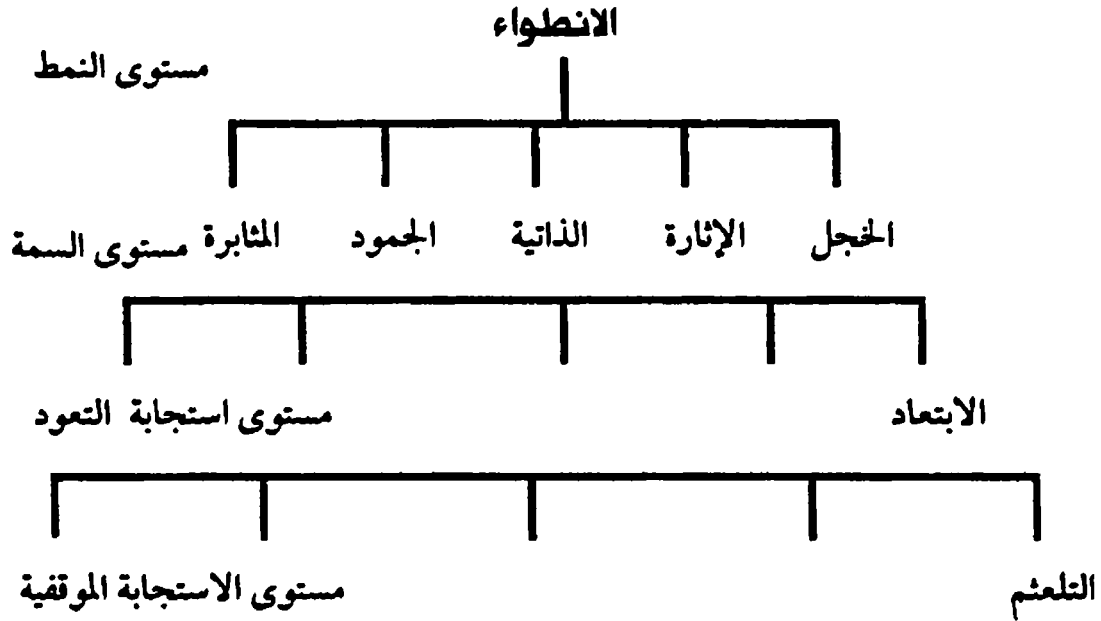 الانطواء
مستوى النمط
الخجل الإثارة الذاتية الجمود المثابرة مستوى السمة
الابتعاد مستوى استجابة التعود
التلعثم مستوى الاستجابة الموقفية